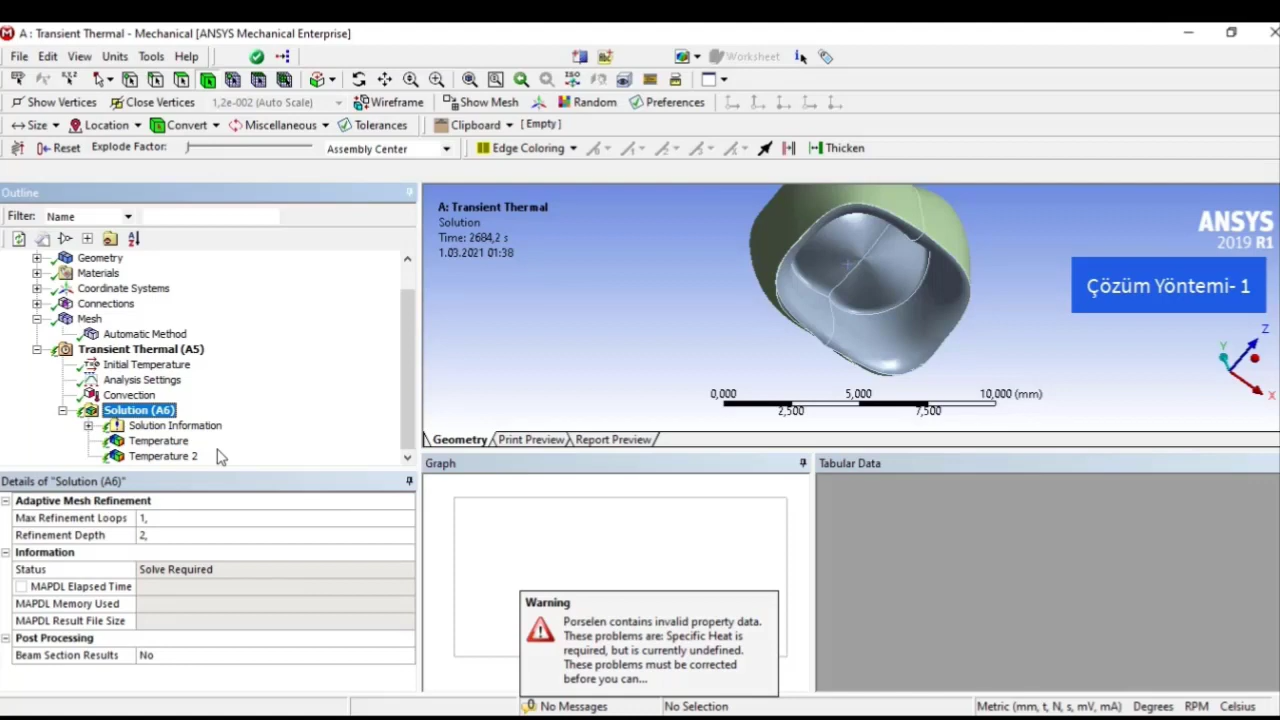 A : Transient Thermal - Mechanical [ANSYS Mechanical Enterprise]
File Edit View Units Tools Help
Worksheet
Show Vertices Close Vertices 1,2e-002 (Auto Scale) Wireframe Show Mesh Random Preferences
Size Location Convert Miscellaneous Tolerances Clipboard [Empty]
Reset Explode Factor: Assembly Center Edge Coloring Thicken
Outline
Filter: Name
Geometry
Materials
Coordinate Systems
Connections
Mesh
Automatic Method
Transient Thermal (A5)
Initial Temperature
Analysis Settings
Convection
Solution (A6)
Solution Information
Temperature
Temperature 2
Details of "Solution (A6)"
Adaptive Mesh Refinement
Max Refinement Loops 1,
Refinement Depth 2,
Information
Status Solve Required
MAPDL Elapsed Time
MAPDL Memory Used
MAPDL Result File Size
Post Processing
Beam Section Results No
A: Transient Thermal
Solution
Time: 2684,2 s
1.03.2021 01:38
ANSYS
2019 R1
Çözüm Yöntemi- 1
Z
Y
X
0,000 5,000 10,000 (mm)
2,500 7,500
Geometry Print Preview Report Preview
Graph
Tabular Data
Warning
Porselen contains invalid property data.
These problems are: Specific Heat is
required, but is currently undefined.
These problems must be corrected
before you can...
No Messages No Selection Metric (mm, t, N, s, mV, mA) Degrees RPM Celsius